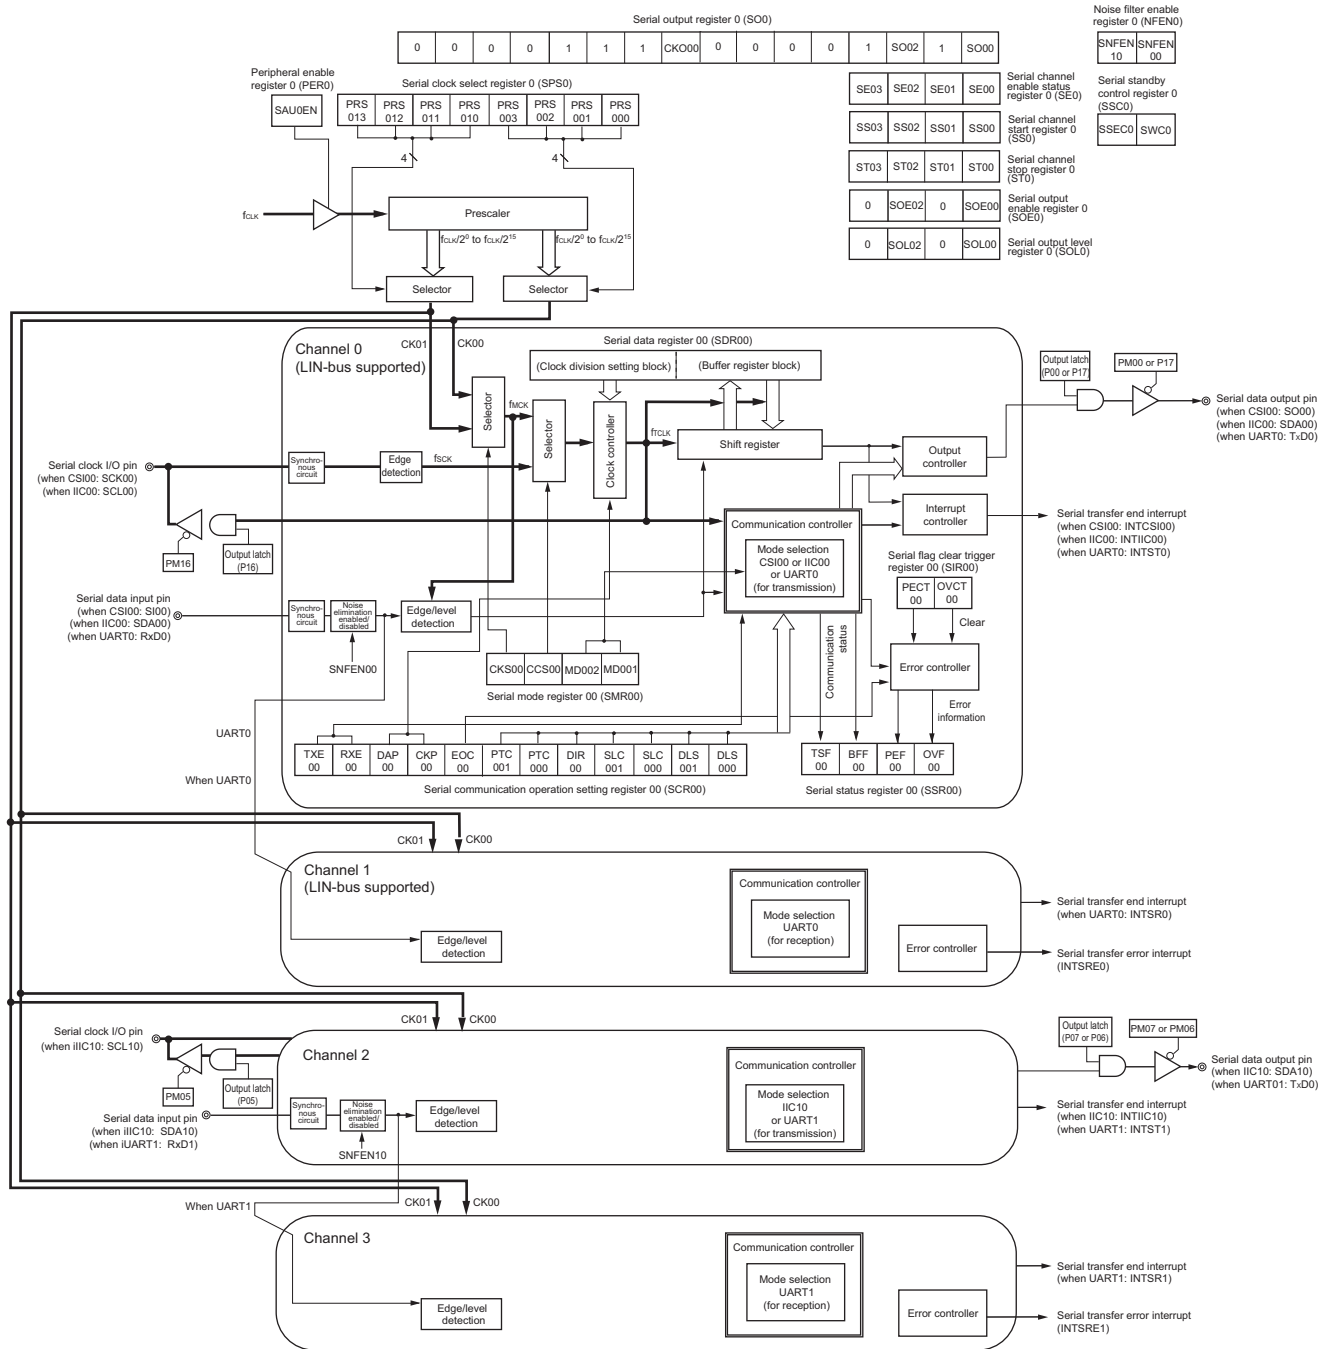 Serial output register 0 (SO0)
0 0 0 0 1 1 1 CKO00 0 0 0 0 1 SO02 1 SO00
Noise filter enable
register 0 (NFEN0)
SNFEN SNFEN
10 00
Peripheral enable
register 0 (PER0)
SAU0EN
Serial clock select register 0 (SPS0)
PRS PRS PRS PRS PRS PRS PRS PRS
013 012 011 010 003 002 001 000
4 4
SE03 SE02 SE01 SE00
Serial channel
enable status
register 0 (SE0)
Serial standby
control register 0
(SSC0)
SSEC0 SWC0
SS03 SS02 SS01 SS00
Serial channel
start register 0
(SS0)
ST03 ST02 ST01 ST00
Serial channel
stop register 0
(ST0)
0 SOE02 0 SOE00
Serial output
enable register 0
(SOE0)
0 SOL02 0 SOL00
Serial output level
register 0 (SOL0)
fCLK
Prescaler
fCLK/2⁰ to fCLK/2¹⁵ fCLK/2⁰ to fCLK/2¹⁵
Selector Selector
Channel 0
(LIN-bus supported)
CK01 CK00
Serial data register 00 (SDR00)
(Clock division setting block) (Buffer register block)
Selector
fMCK
Selector
Clock controller
fTCLK
Shift register
Output
controller
Interrupt
controller
Output latch
(P00 or P17)
PM00 or P17
Serial data output pin
(when CSI00: SO00)
(when IIC00: SDA00)
(when UART0: TxD0)
Serial clock I/O pin
(when CSI00: SCK00)
(when IIC00: SCL00)
Synchro-
nous
circuit
Edge
detection
fSCK
PM16
Output latch
(P16)
Communication controller
Mode selection
CSI00 or IIC00
or UART0
(for transmission)
Serial transfer end interrupt
(when CSI00: INTCSI00)
(when IIC00: INTIIC00)
(when UART0: INTST0)
Serial flag clear trigger
register 00 (SIR00)
PECT OVCT
00 00
Clear
Serial data input pin
(when CSI00: SI00)
(when IIC00: SDA00)
(when UART0: RxD0)
Synchro-
nous
circuit
Noise
elimination
enabled/
disabled
Edge/level
detection
SNFEN00
CKS00 CCS00 MD002 MD001
Serial mode register 00 (SMR00)
Communication
status
Error controller
Error
information
UART0
When UART0
TXE RXE DAP CKP EOC PTC PTC DIR SLC SLC DLS DLS
00 00 00 00 00 001 000 00 001 000 001 000
Serial communication operation setting register 00 (SCR00)
TSF BFF PEF OVF
00 00 00 00
Serial status register 00 (SSR00)
CK01 CK00
Channel 1
(LIN-bus supported)
Edge/level
detection
Communication controller
Mode selection
UART0
(for reception)
Error controller
Serial transfer end interrupt
(when UART0: INTSR0)
Serial transfer error interrupt
(INTSRE0)
CK01 CK00
Channel 2
Serial clock I/O pin
(when iIIC10: SCL10)
PM05
Output latch
(P05)
Serial data input pin
(when iIIC10: SDA10)
(when iUART1: RxD1)
Synchro-
nous
circuit
Noise
elimination
enabled/
disabled
Edge/level
detection
SNFEN10
Communication controller
Mode selection
IIC10
or UART1
(for transmission)
Output latch
(P07 or P06)
PM07 or PM06
Serial data output pin
(when IIC10: SDA10)
(when UART01: TxD0)
Serial transfer end interrupt
(when IIC10: INTIIC10)
(when UART1: INTST1)
When UART1
CK01 CK00
Channel 3
Edge/level
detection
Communication controller
Mode selection
UART1
(for reception)
Error controller
Serial transfer end interrupt
(when UART1: INTSR1)
Serial transfer error interrupt
(INTSRE1)